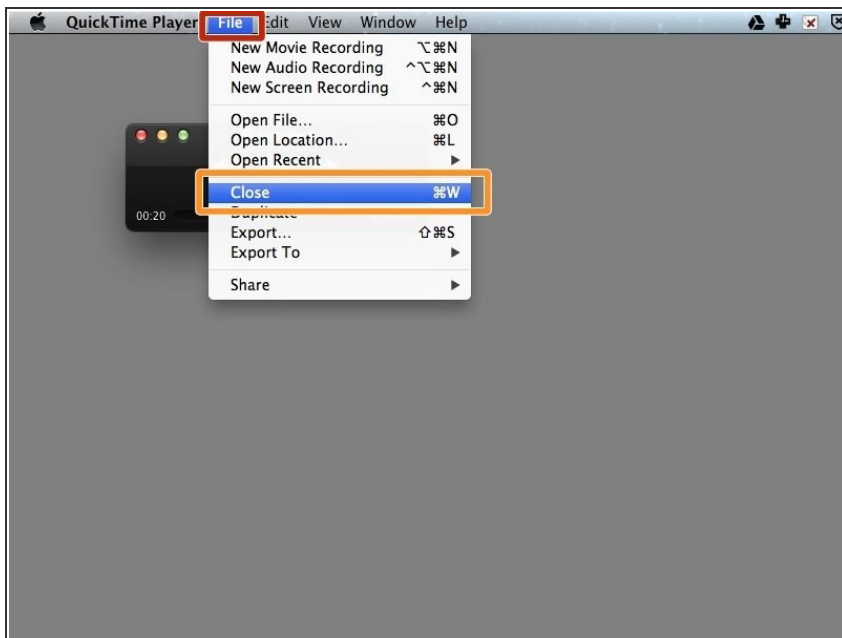 QuickTime Player File Edit View Window Help
New Movie Recording ⌥⌘N
New Audio Recording ^⌥⌘N
New Screen Recording ^⌘N
Open File... ⌘O
Open Location... ⌘L
Open Recent ▶
Close ⌘W
Duplicate
Export... ⇧⌘S
Export To ▶
Share ▶
00:20